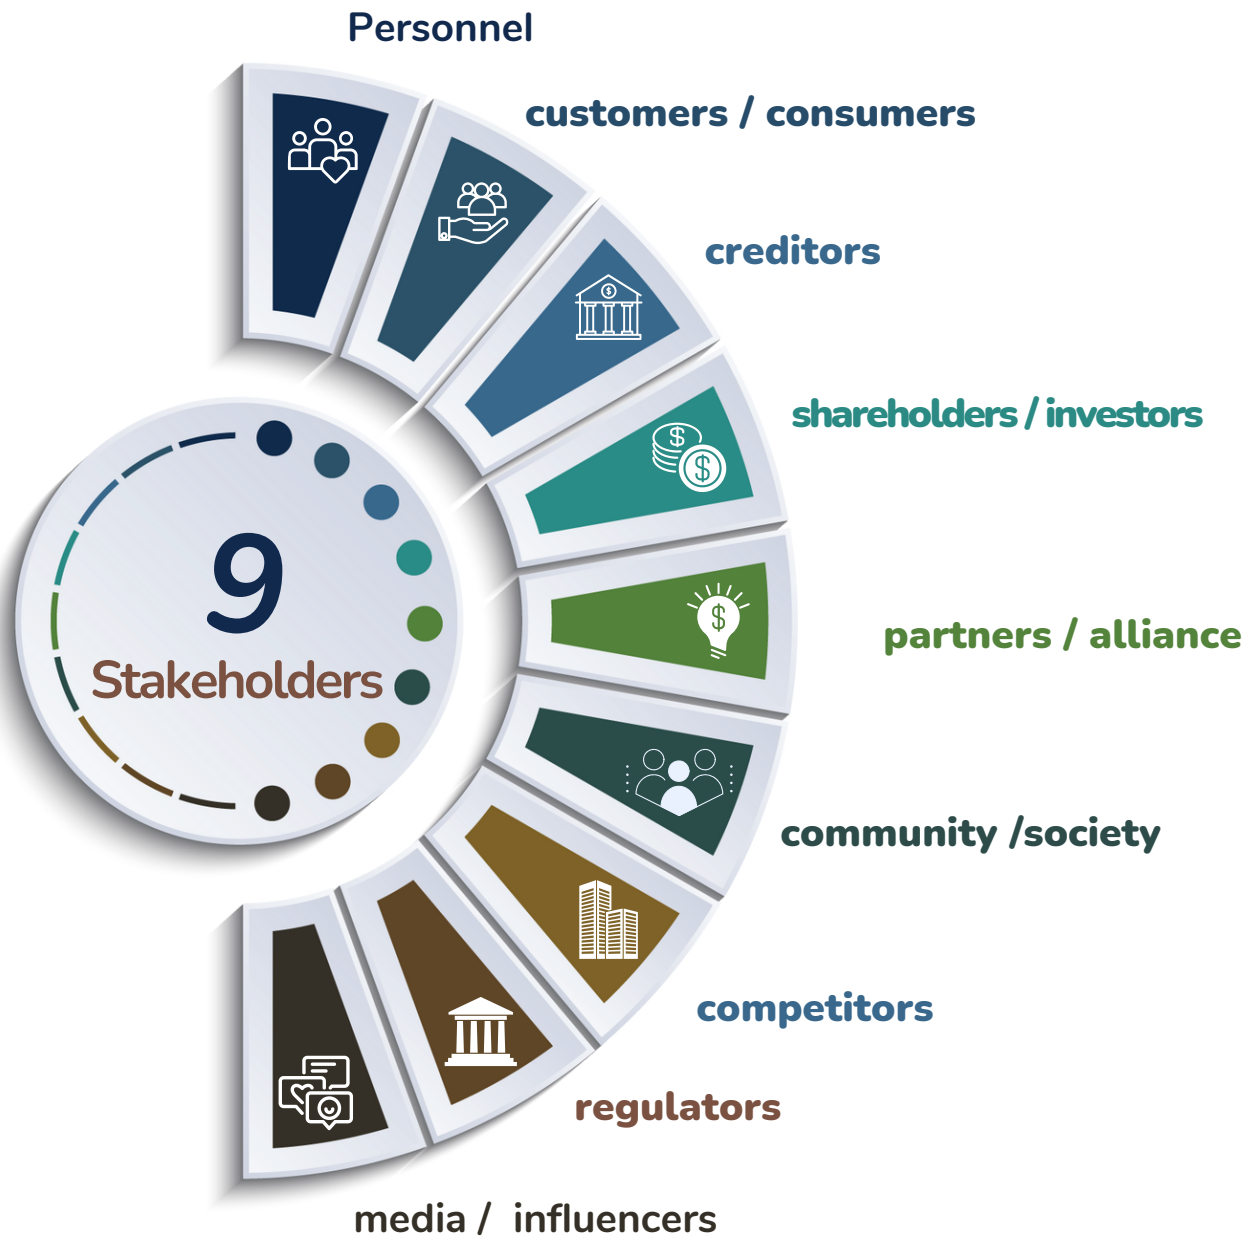 Personnel
customers / consumers
creditors
shareholders / investors
partners / alliance
community /society
competitors
regulators
media / influencers
9
Stakeholders
$
$
$
$